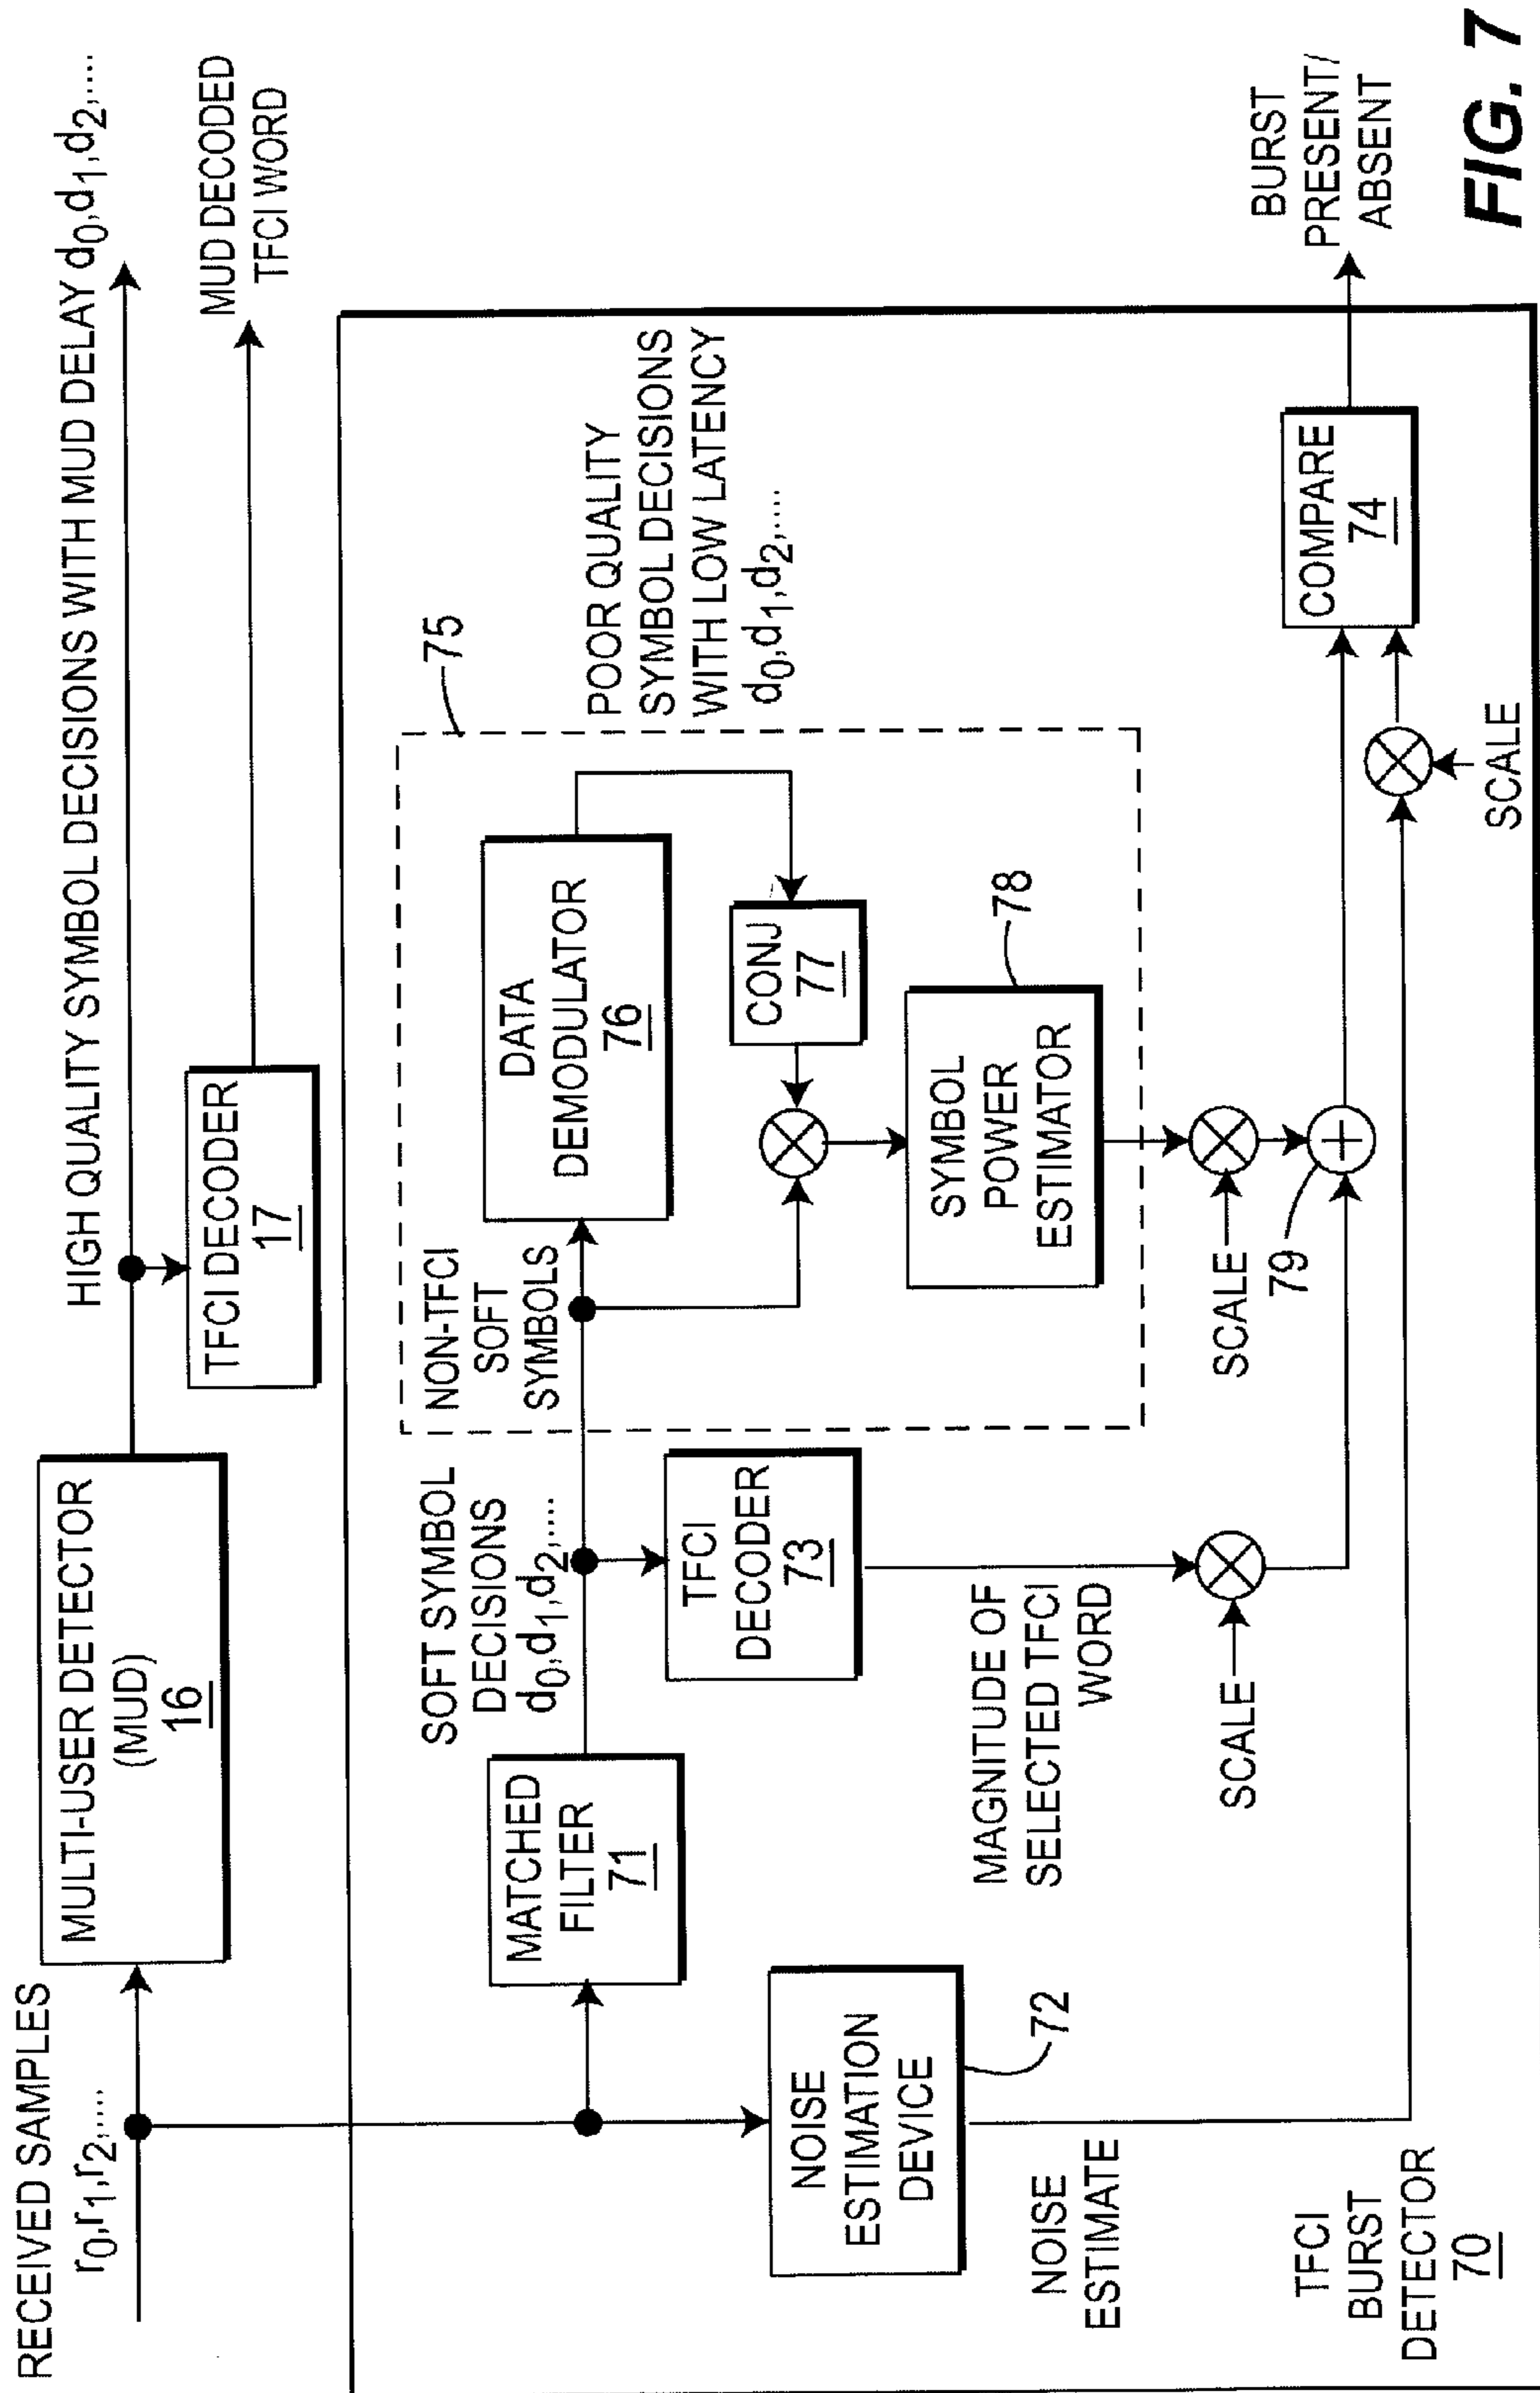 RECEIVED SAMPLES
r0,r1,r2,....
MULTI-USER DETECTOR
(MUD)
16
HIGH QUALITY SYMBOL DECISIONS WITH MUD DELAY d0,d1,d2,....
TFCI DECODER
17
MUD DECODED
TFCI WORD
MATCHED
FILTER
71
SOFT SYMBOL
DECISIONS
d0,d1,d2,....
NON-TFCI
SOFT
SYMBOLS
DATA
DEMODULATOR
76
75
POOR QUALITY
SYMBOL DECISIONS
WITH LOW LATENCY
d0,d1,d2,....
CONJ
77
TFCI
DECODER
73
SYMBOL
POWER
ESTIMATOR
78
NOISE
ESTIMATION
DEVICE
72
MAGNITUDE OF
SELECTED TFCI
WORD
NOISE
ESTIMATE
SCALE
SCALE
79
SCALE
COMPARE
74
BURST
PRESENT/
ABSENT
TFCI
BURST
DETECTOR
70
FIG. 7